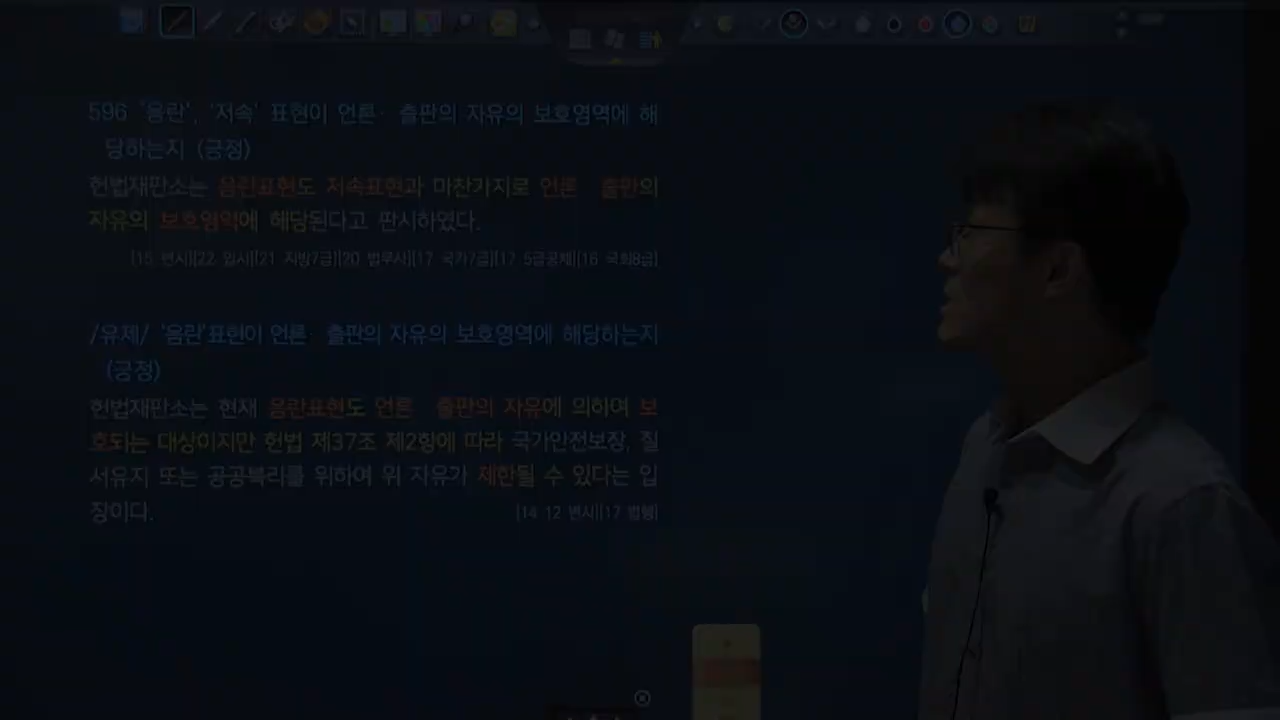 596 '음란', '저속' 표현이 언론· 출판의 자유의 보호영역에 해
당하는지 (긍정)
헌법재판소는 음란표현도 저속표현과 마찬가지로 언론 출판의
자유의 보호영역에 해당된다고 판시하였다.
[15 변시][22 입시][21 지방7급][20 법무사][17 국가7급][17 5급공채][16 국회8급]
/유제/ '음란'표현이 언론· 출판의 자유의 보호영역에 해당하는지
(긍정)
헌법재판소는 현재 음란표현도 언론 출판의 자유에 의하여 보
호되는 대상이지만 헌법 제37조 제2항에 따라 국가안전보장, 질
서유지 또는 공공복리를 위하여 위 자유가 제한될 수 있다는 입
장이다.
[14 12 변시][17 법행]